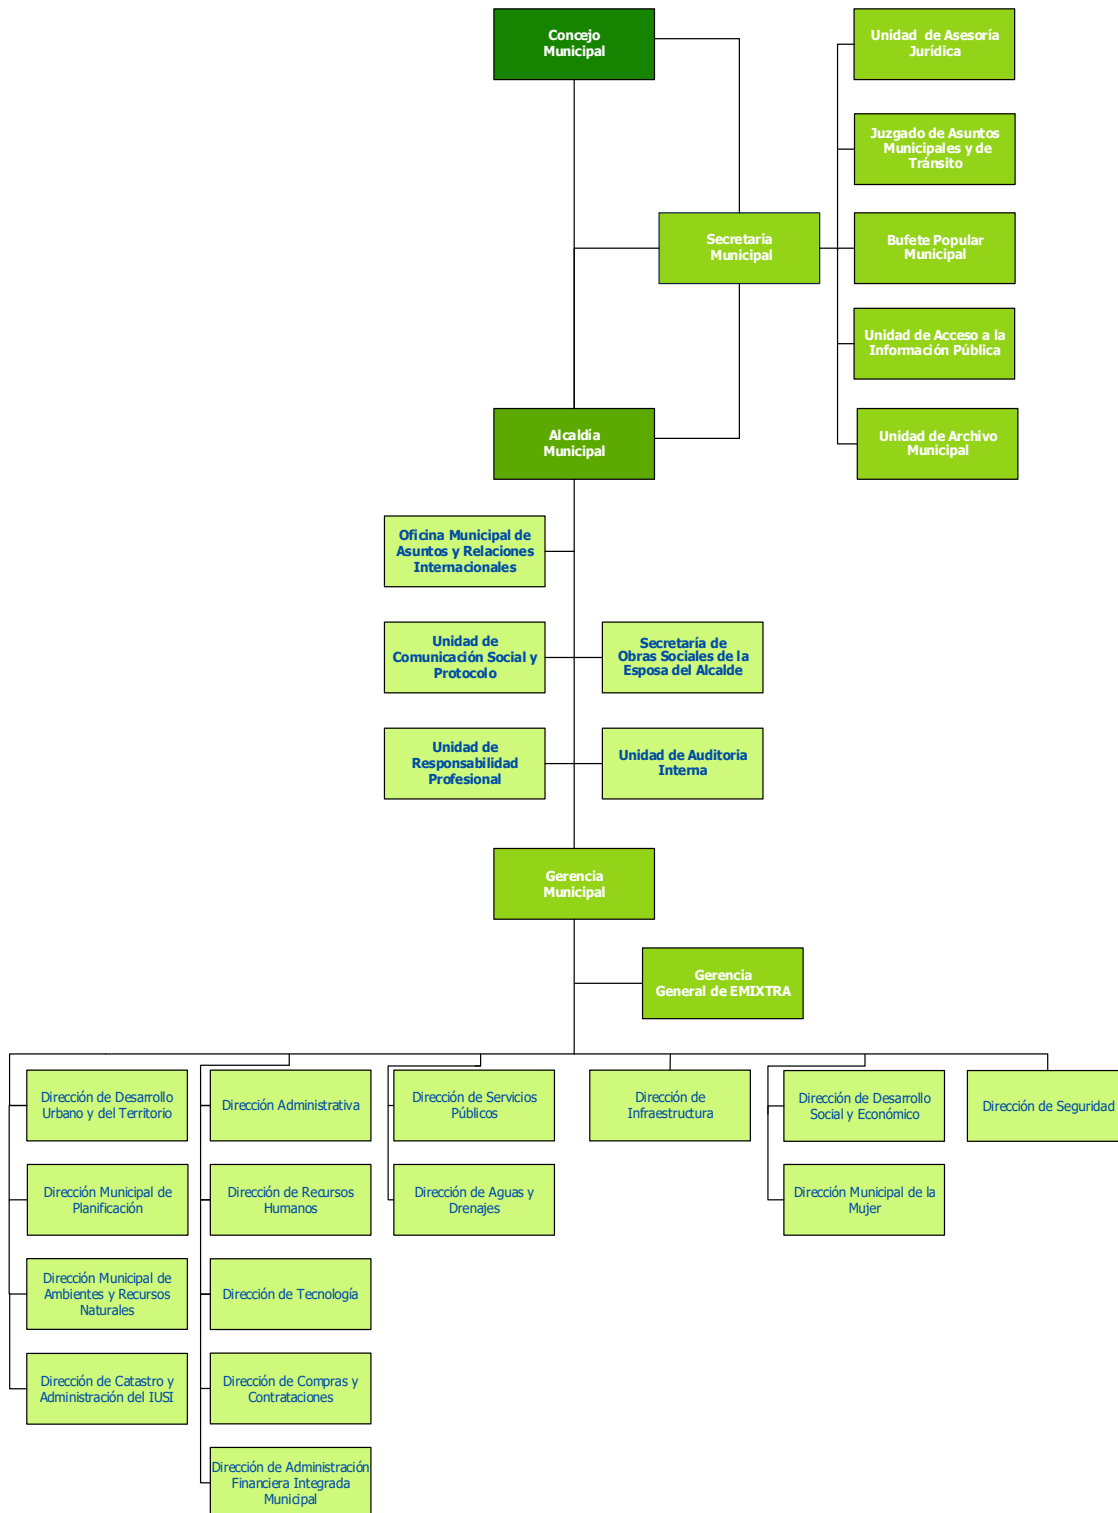 Concejo
Municipal
Unidad de Asesoría
Jurídica
Juzgado de Asuntos
Municipales y de
Tránsito
Secretaria
Municipal
Bufete Popular
Municipal
Unidad de Acceso a la
Información Pública
Alcaldía
Municipal
Unidad de Archivo
Municipal
Oficina Municipal de
Asuntos y Relaciones
Internacionales
Unidad de
Comunicación Social y
Protocolo
Secretaría de
Obras Sociales de la
Esposa del Alcalde
Unidad de
Responsabilidad
Profesional
Unidad de Auditoria
Interna
Gerencia
Municipal
Gerencia
General de EMIXTRA
Dirección de Desarrollo
Urbano y del Territorio
Dirección Administrativa
Dirección de Servicios
Públicos
Dirección de
Infraestructura
Dirección de Desarrollo
Social y Económico
Dirección de Seguridad
Dirección Municipal de
Planificación
Dirección de Recursos
Humanos
Dirección de Aguas y
Drenajes
Dirección Municipal de la
Mujer
Dirección Municipal de
Ambientes y Recursos
Naturales
Dirección de Tecnología
Dirección de Catastro y
Administración del IUSI
Dirección de Compras y
Contrataciones
Dirección de Administración
Financiera Integrada
Municipal